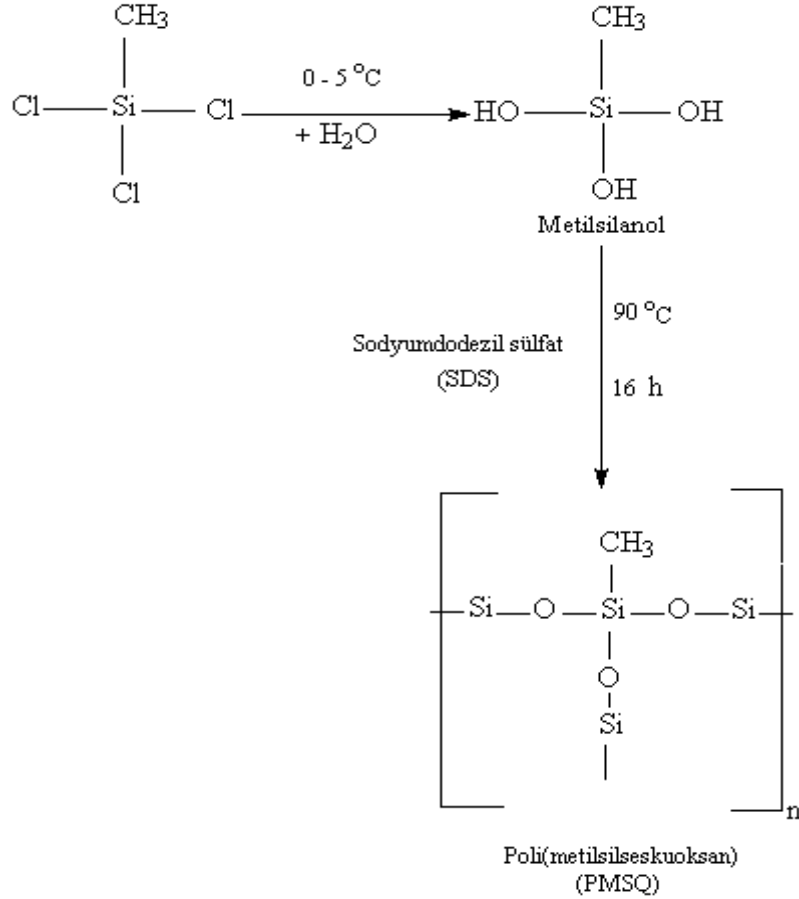 CH3
Cl Si Cl
Cl
0 - 5 °C
+ H2O
CH3
HO Si OH
OH
Metilsilanol
Sodyumdodezil sülfat
(SDS)
90 °C
16 h
CH3
Si O Si O Si
O
Si
n
Poli(metilsilseskuoksan)
(PMSQ)